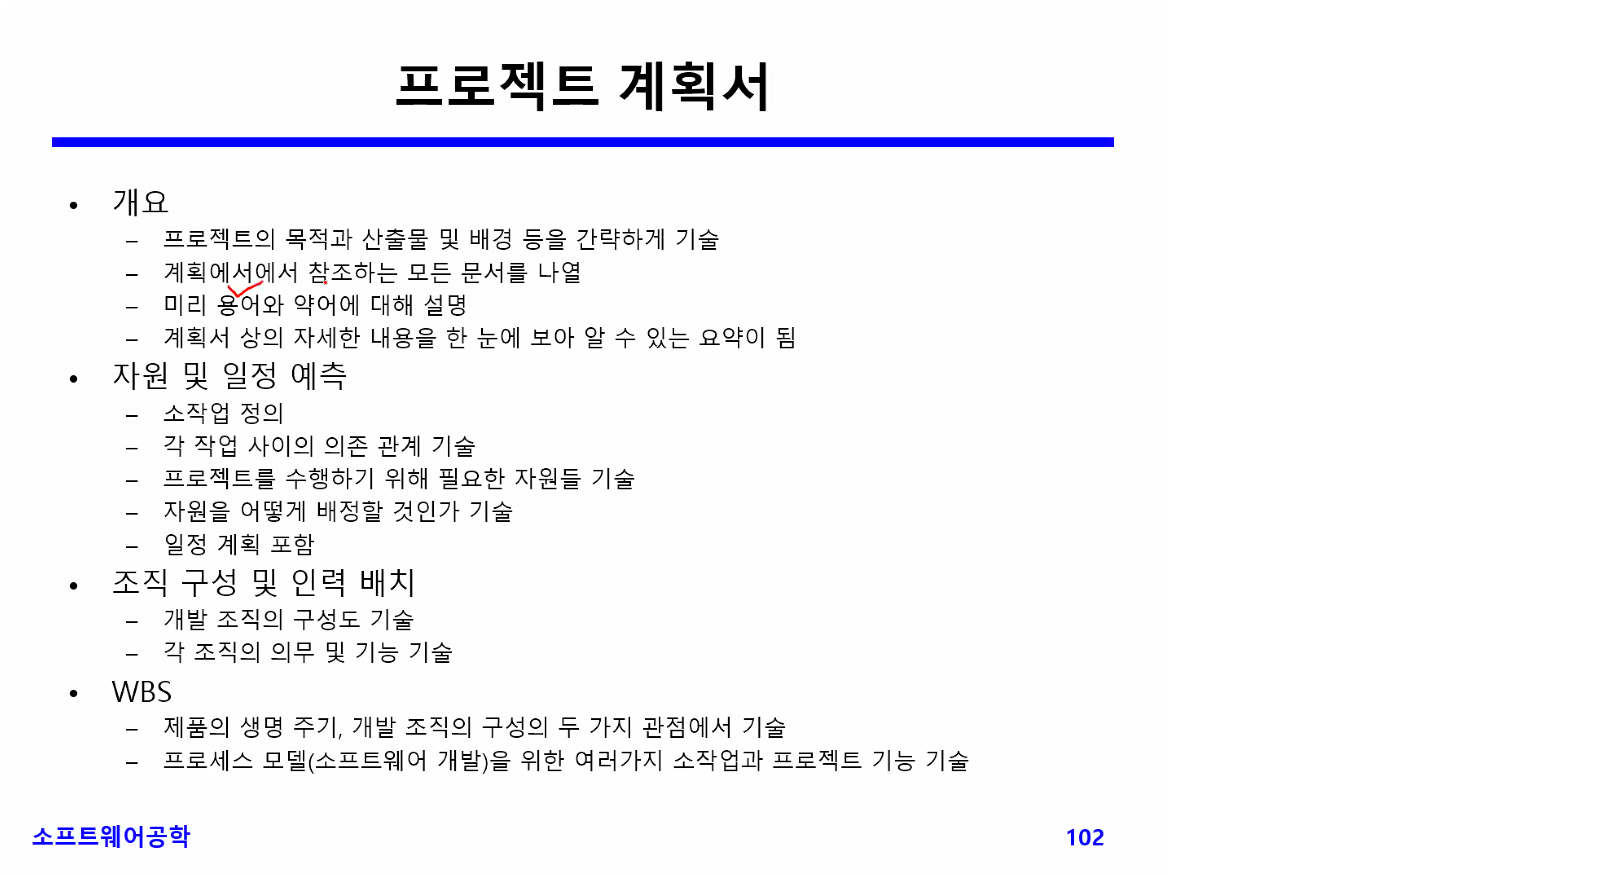 프로젝트 계획서
• 개요
– 프로젝트의 목적과 산출물 및 배경 등을 간략하게 기술
– 계획에서에서 참조하는 모든 문서를 나열
– 미리 용어와 약어에 대해 설명
– 계획서 상의 자세한 내용을 한 눈에 보아 알 수 있는 요약이 됨
• 자원 및 일정 예측
– 소작업 정의
– 각 작업 사이의 의존 관계 기술
– 프로젝트를 수행하기 위해 필요한 자원들 기술
– 자원을 어떻게 배정할 것인가 기술
– 일정 계획 포함
• 조직 구성 및 인력 배치
– 개발 조직의 구성도 기술
– 각 조직의 의무 및 기능 기술
• WBS
– 제품의 생명 주기, 개발 조직의 구성의 두 가지 관점에서 기술
– 프로세스 모델(소프트웨어 개발)을 위한 여러가지 소작업과 프로젝트 기능 기술
소프트웨어공학
102